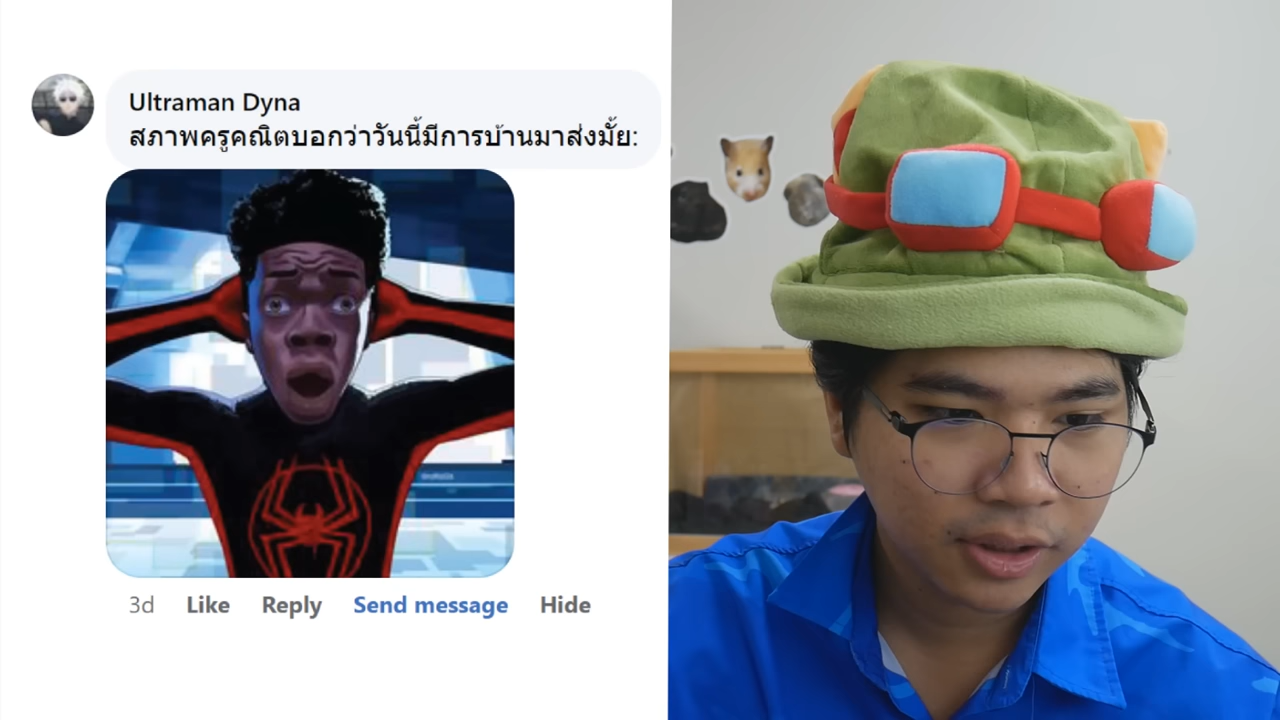 Ultraman Dyna
สภาพครูคณิตบอกว่าวันนี้มีการบ้านมาส่งมั้ย:
3d Like Reply Send message Hide